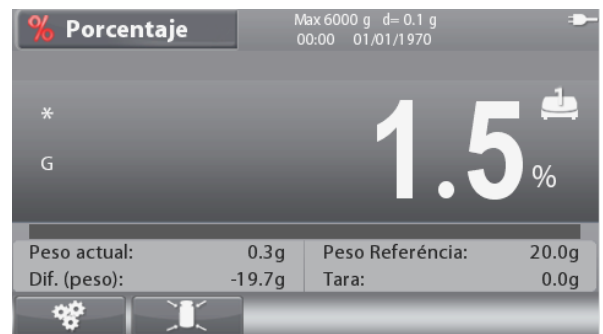 % Porcentaje
Max 6000 g d= 0.1 g
00:00 01/01/1970
*
G
1
1.5 %
Peso actual: 0.3g
Peso Referéncia: 20.0g
Dif. (peso): -19.7g
Tara: 0.0g